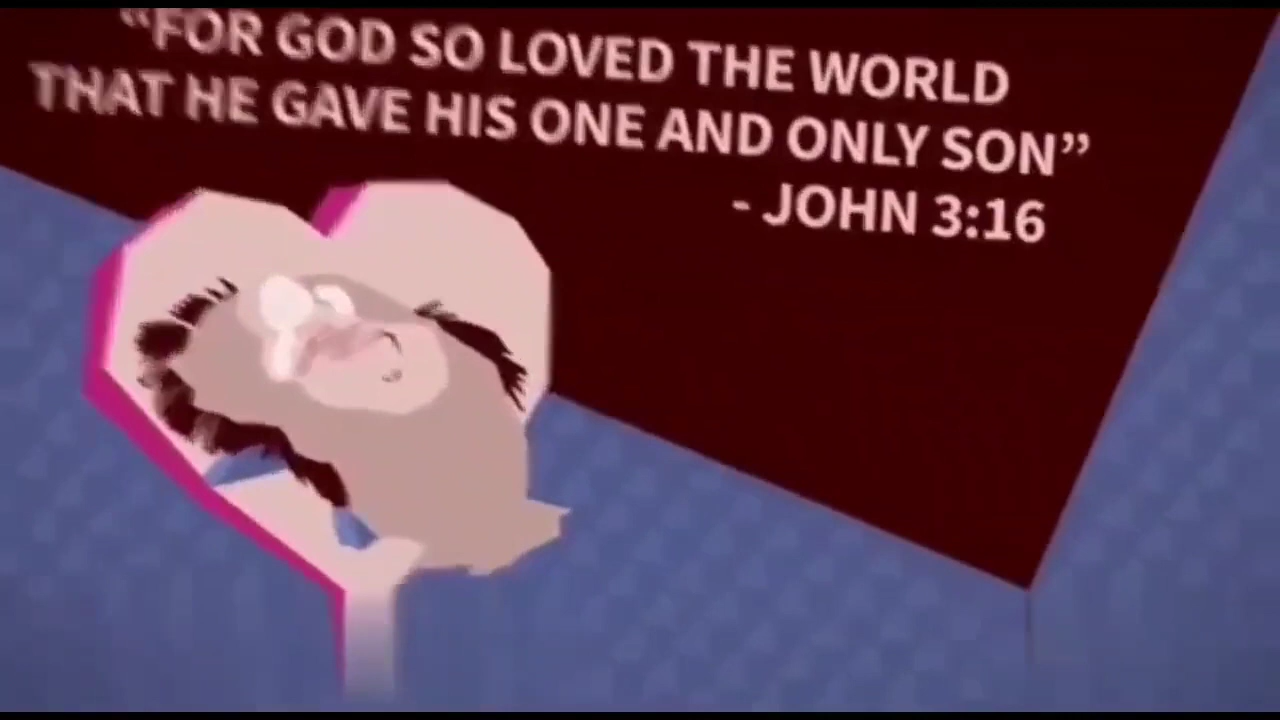 “FOR GOD SO LOVED THE WORLD
THAT HE GAVE HIS ONE AND ONLY SON”
- JOHN 3:16